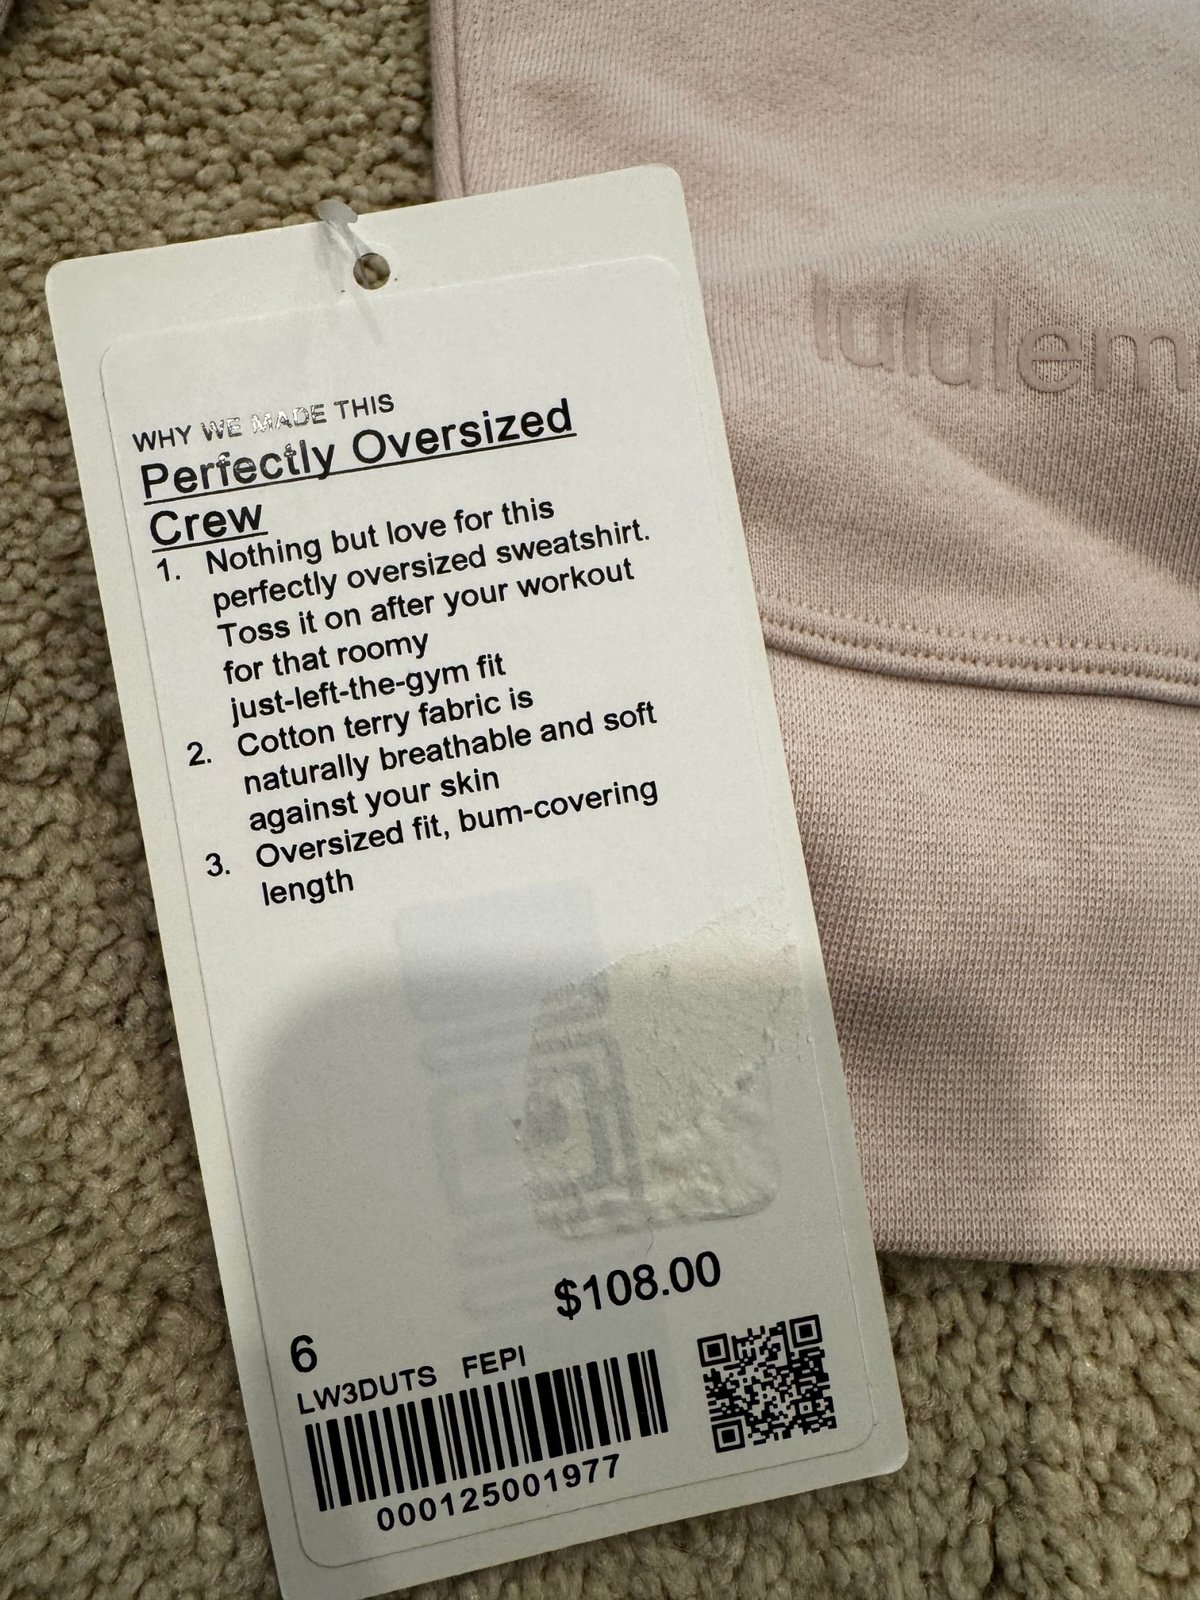 WHY WE MADE THIS
Perfectly Oversized
Crew
1. Nothing but love for this
perfectly oversized sweatshirt.
Toss it on after your workout
for that roomy
just-left-the-gym fit
2. Cotton terry fabric is
naturally breathable and soft
against your skin
3. Oversized fit, bum-covering
length
$108.00
6
LW3DUTS FEPI
000125001977
lululem